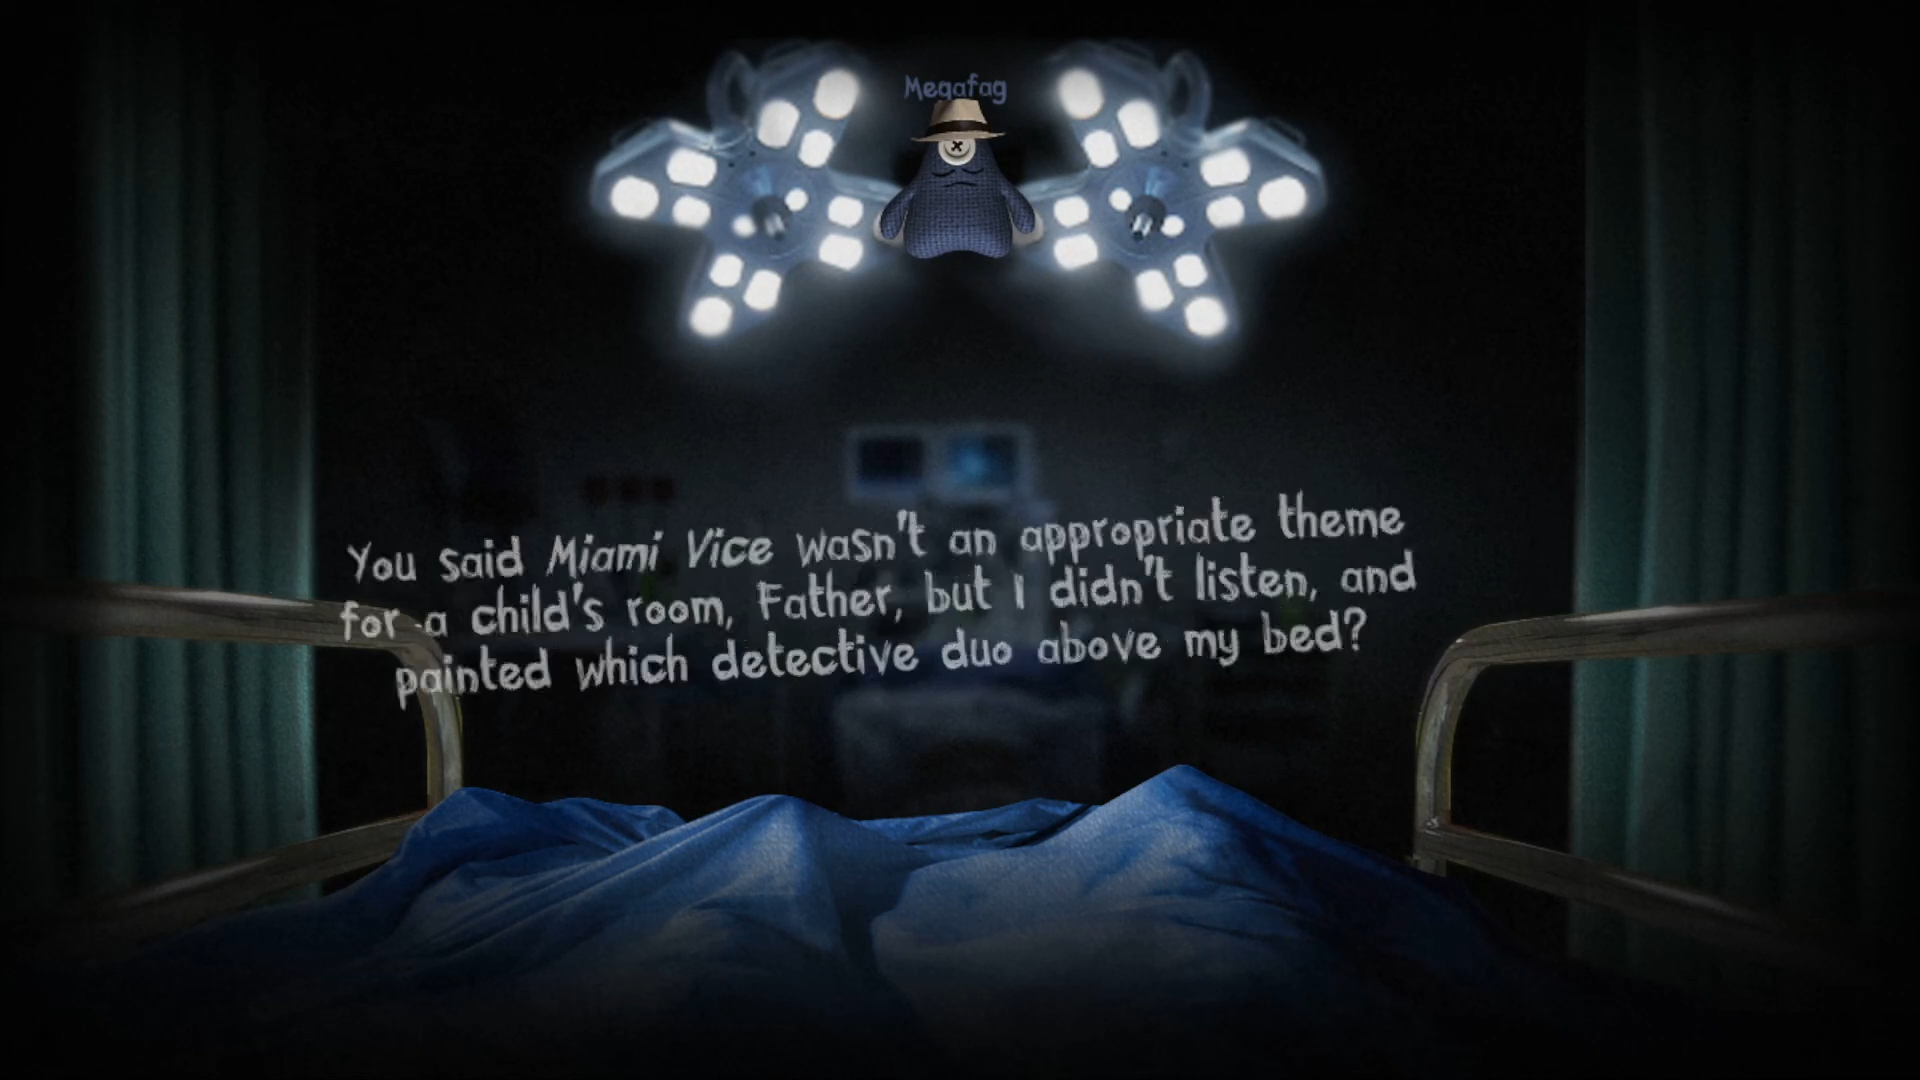 Megafag
You said Miami Vice wasn't an appropriate theme
for a child's room, Father, but I didn't listen, and
painted which detective duo above my bed?